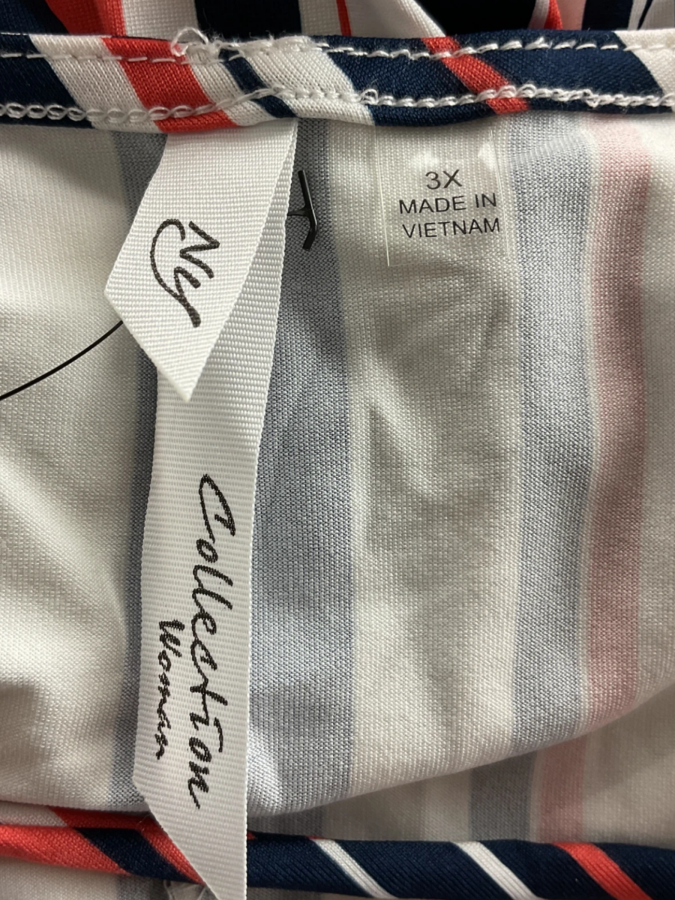 Ny
Collection
Woman
3X
MADE IN
VIETNAM